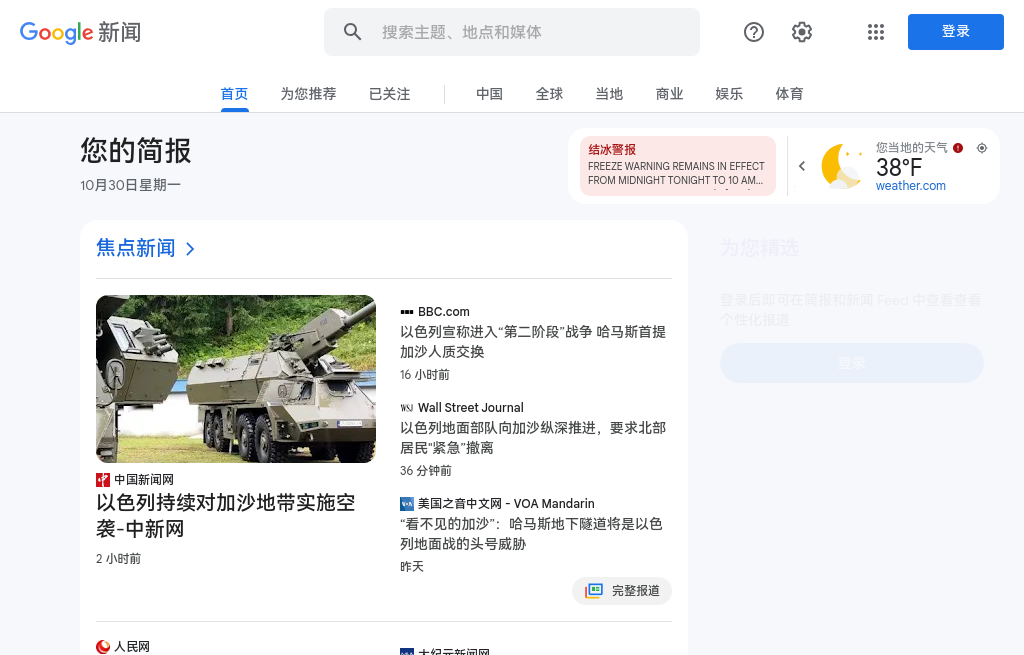 Google 新闻
搜索主题、地点和媒体
登录
首页
为您推荐
已关注
中国
全球
当地
商业
娱乐
体育
您的简报
10月30日星期一
结冰警报
FREEZE WARNING REMAINS IN EFFECT
FROM MIDNIGHT TONIGHT TO 10 AM...
您当地的天气
38°F
weather.com
焦点新闻
中国新闻网
以色列持续对加沙地带实施空
袭-中新网
2 小时前
BBC.com
以色列宣称进入“第二阶段”战争 哈马斯首提
加沙人质交换
16 小时前
WSJ Wall Street Journal
以色列地面部队向加沙纵深推进，要求北部
居民"紧急”撤离
36 分钟前
VOA 美国之音中文网 - VOA Mandarin
“看不见的加沙”：哈马斯地下隧道将是以色
列地面战的头号威胁
昨天
完整报道
人民网
大纪元新闻网
为您精选
登录后即可在简报和新闻 Feed 中查看查看
个性化报道
登录